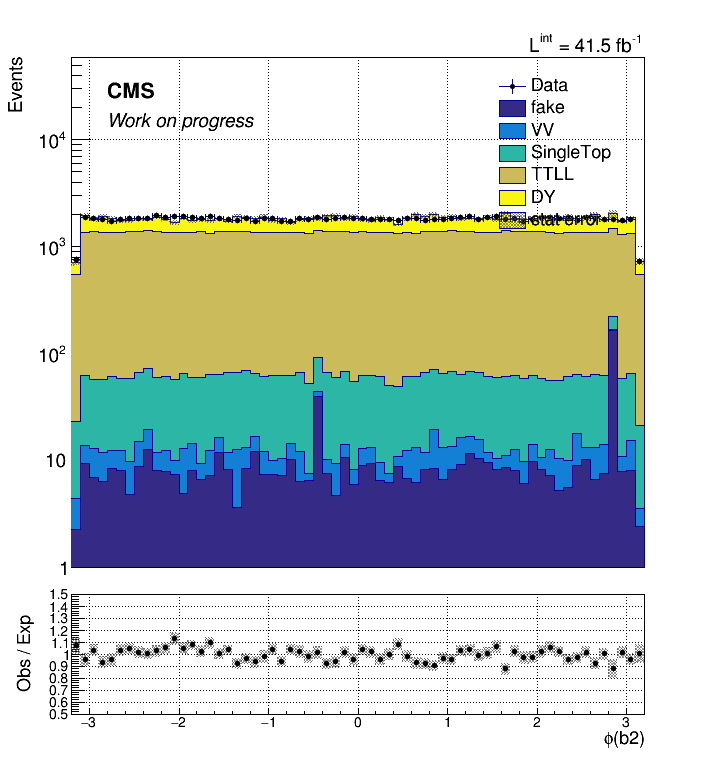 L^int = 41.5 fb^-1
Events
CMS
Work on progress
Data
fake
VV
SingleTop
TTLL
DY
stat error
10^4
10^3
10^2
10
1
Obs / Exp
1.5
1.4
1.3
1.2
1.1
1
0.9
0.8
0.7
0.6
0.5
−3 −2 −1 0 1 2 3
ϕ(b2)